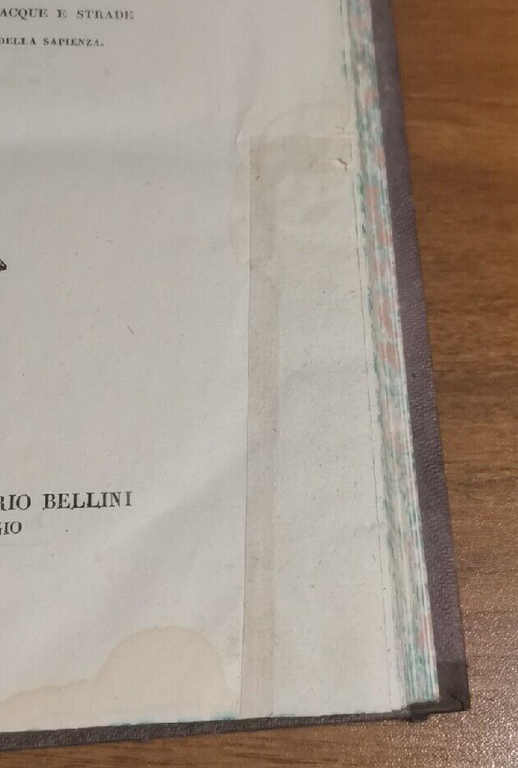 ACQUE E STRADE
DELLA SAPIENZA.
RIO BELLINI
GIO